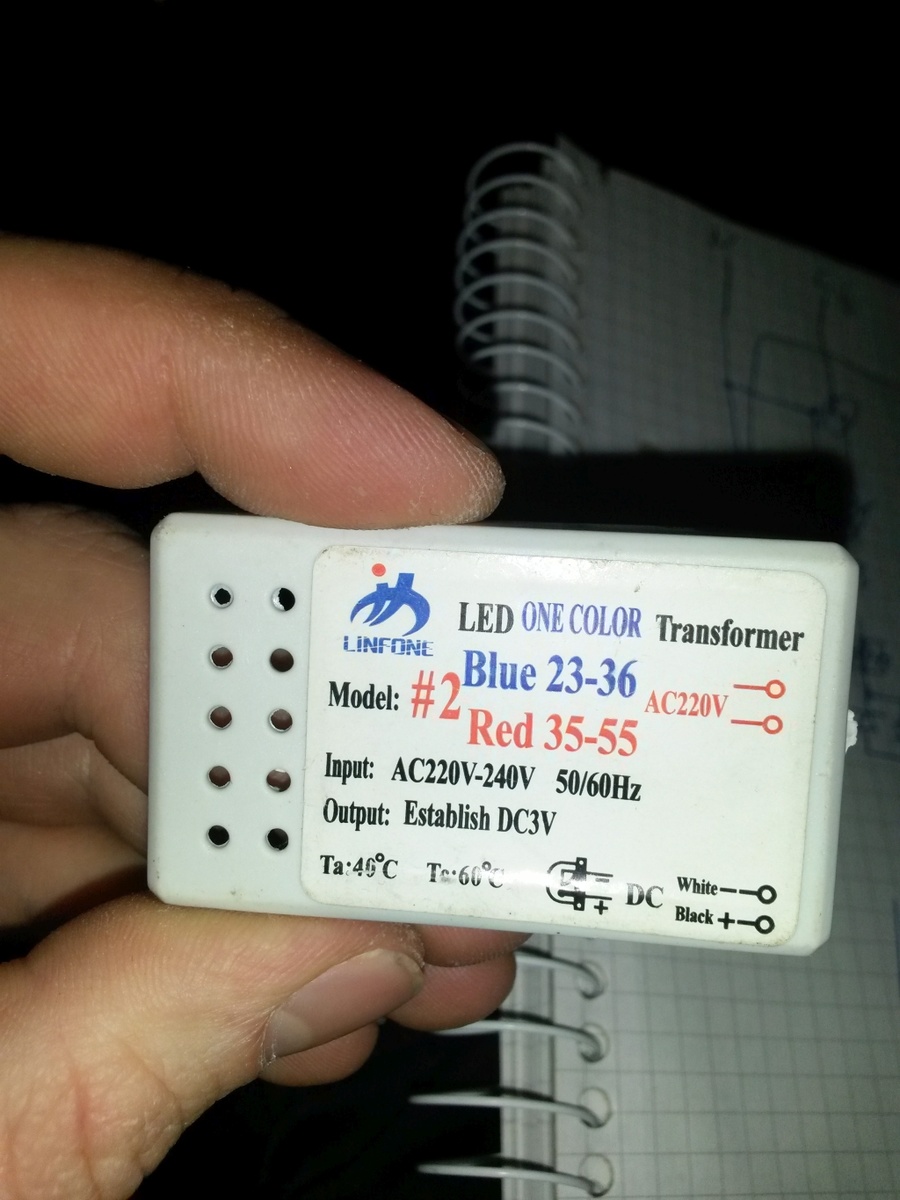 LINFONE
LED ONE COLOR Transformer
Model: #2 Blue 23-36
Red 35-55
AC220V
Input: AC220V-240V 50/60Hz
Output: Establish DC3V
Ta:40°C Tc:60°C
DC
White -
Black +